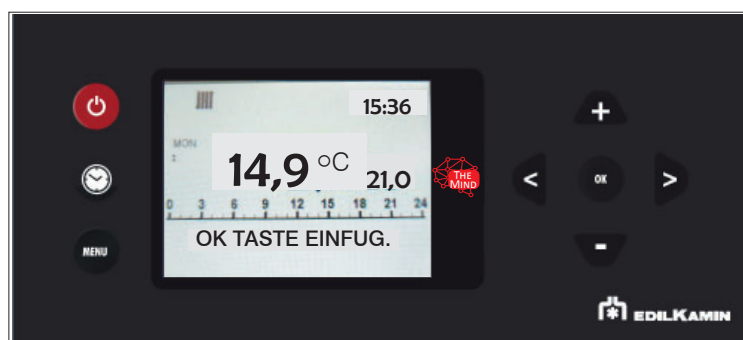 15:36
MON
2
14,9 °C
21,0
THE
MIND
0 3 6 9 12 15 18 21 24
OK TASTE EINFUG.
MENU
+
< OK >
-
EDILKAMIN